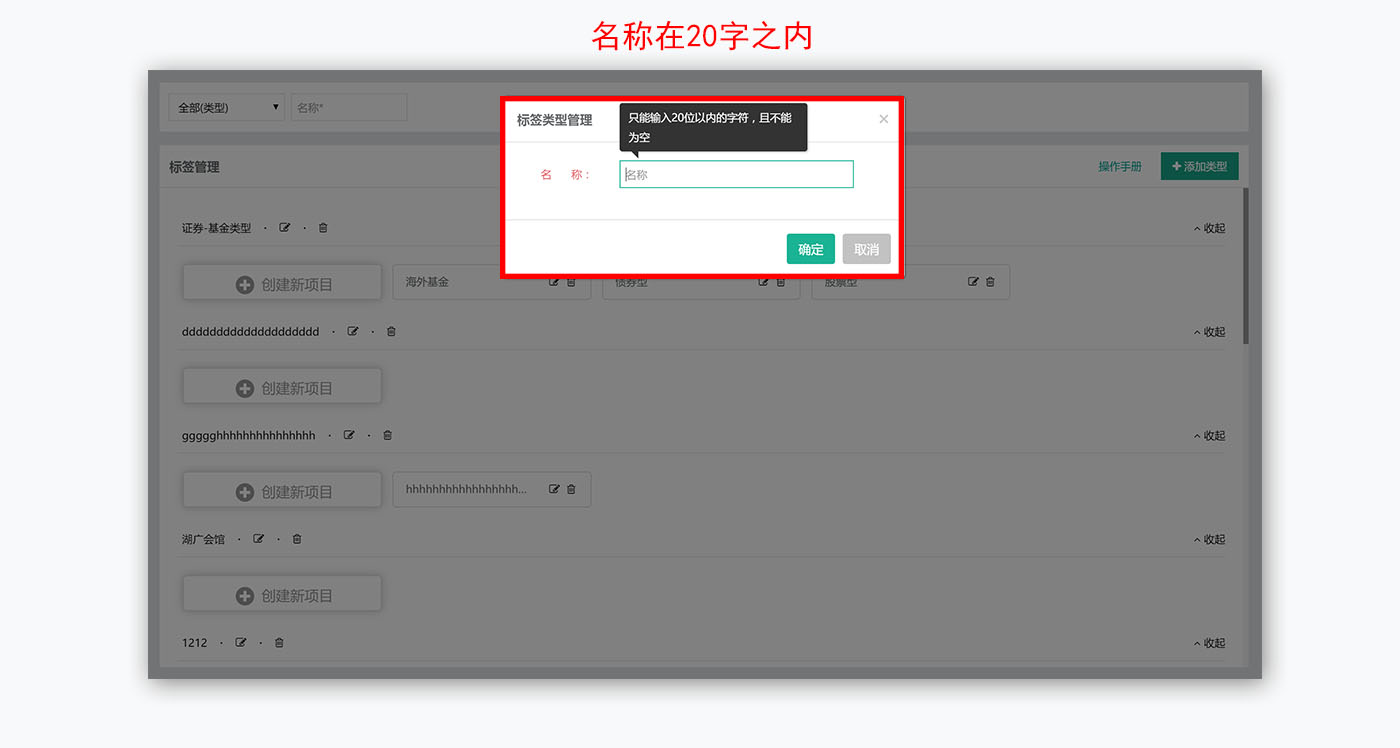 名称在20字之内
全部(类型) ▼ 名称*
标签类型管理 ×
只能输入20位以内的字符，且不能
为空
标签管理
操作手册 添加类型
名 称：
名称
确定 取消
证券-基金类型 · · 收起
创建新项目 海外基金 债券型 股票型
dddddddddddddddddddd · · 收起
创建新项目
ggggghhhhhhhhhhhhhhh · · 收起
创建新项目 hhhhhhhhhhhhhhhhh...
湖广会馆 · · 收起
创建新项目
1212 · · 收起